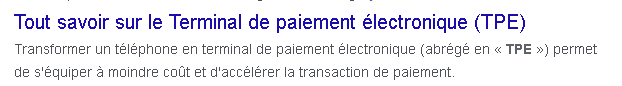 Tout savoir sur le Terminal de paiement électronique (TPE)
Transformer un téléphone en terminal de paiement électronique (abrégé en « TPE ») permet
de s'équiper à moindre coût et d'accélérer la transaction de paiement.